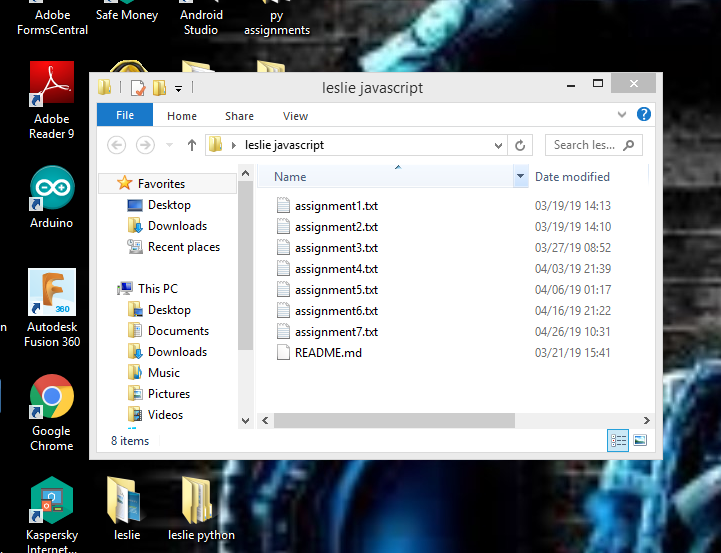 Adobe
FormsCentral
Safe Money
Android
Studio
py
assignments
Adobe
Reader 9
Arduino
n
Autodesk
Fusion 360
360
Google
Chrome
Kaspersky
Internet...
leslie
leslie python
leslie javascript
File Home Share View
leslie javascript
Search les...
Favorites
Desktop
Downloads
Recent places
This PC
Desktop
Documents
Downloads
Music
Pictures
Videos
Name Date modified
assignment1.txt 03/19/19 14:13
assignment2.txt 03/19/19 14:10
assignment3.txt 03/27/19 08:52
assignment4.txt 04/03/19 21:39
assignment5.txt 04/06/19 01:17
assignment6.txt 04/16/19 21:22
assignment7.txt 04/26/19 10:31
README.md 03/21/19 15:41
8 items